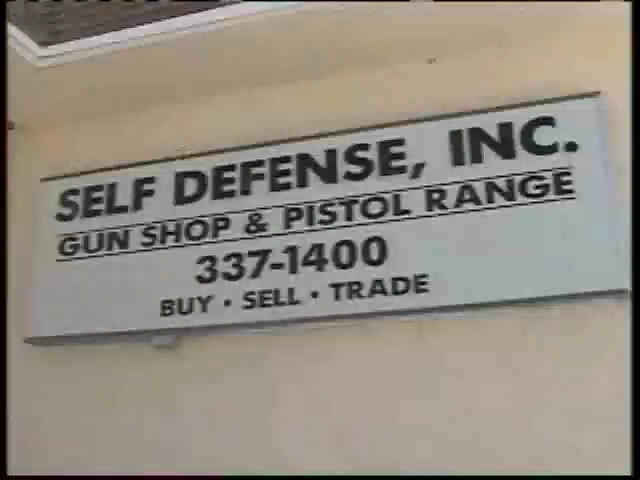 SELF DEFENSE, INC.
GUN SHOP & PISTOL RANGE
337-1400
BUY · SELL · TRADE